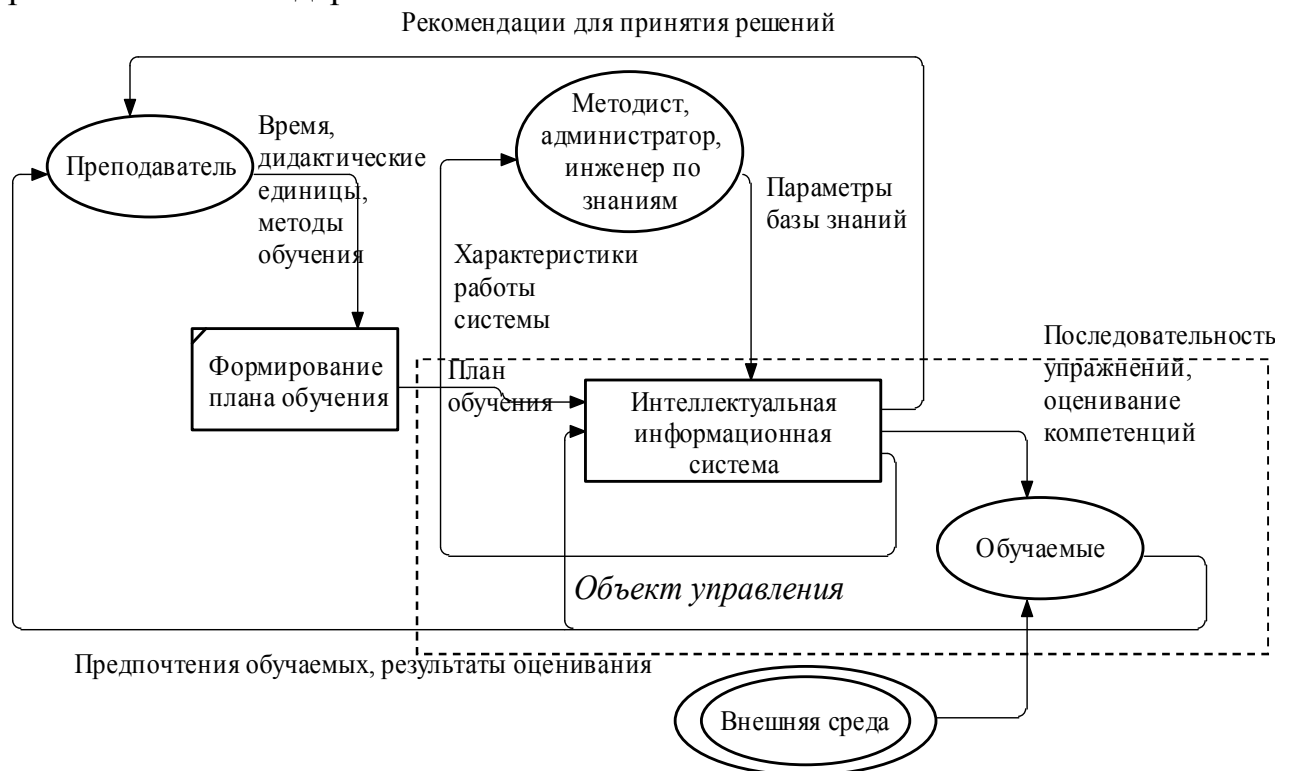 Рекомендации для принятия решений
Преподаватель
Время,
дидактические
единицы,
методы
обучения
Методист,
администратор,
инженер по
знаниям
Параметры
базы знаний
Характеристики
работы
системы
Формирование
плана обучения
План
обучения
Интеллектуальная
информационная
система
Последовательность
упражнений,
оценивание
компетенций
Обучаемые
Объект управления
Предпочтения обучаемых, результаты оценивания
Внешняя среда